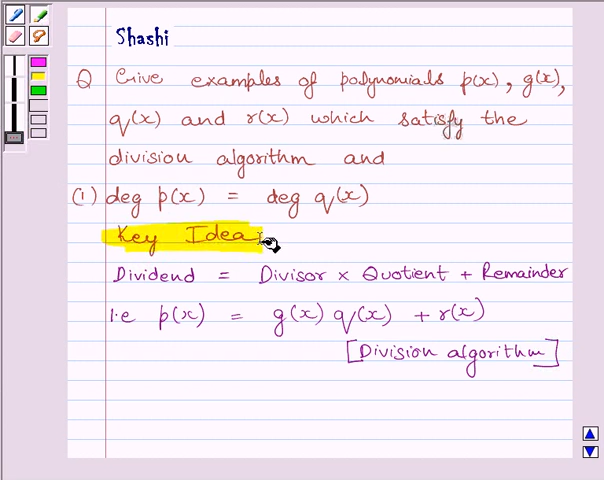 Shashi
Q Give examples of polynomials p(x), g(x),
q(x) and r(x) which satisfy the
division algorithm and
(1) deg p(x) = deg q(x)
Key Idea:
Dividend = Divisor × Quotient + Remainder
I.e p(x) = g(x) q(x) + r(x)
[Division algorithm]